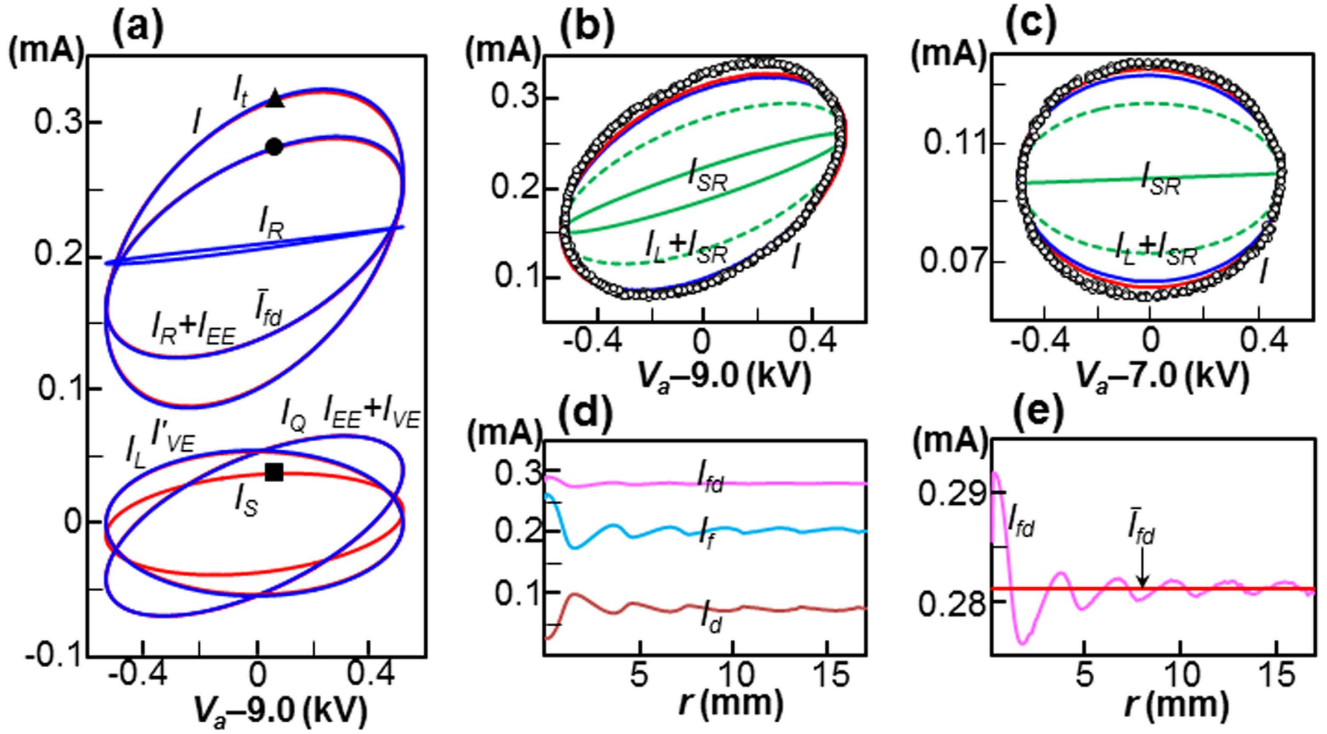 (a)
(mA)
0.3
0.2
0.1
0
-0.1
I
I_t
I_R
Ī_fd
I_R+I_EE
I_Q
I_EE+I_VE
I_L
I'_VE
I_S
-0.4
0
0.4
V_a–9.0 (kV)
(b)
(mA)
0.3
0.2
0.1
I_SR
I_L+I_SR
I
-0.4
0
0.4
V_a–9.0 (kV)
(c)
(mA)
0.11
0.07
I_SR
I_L+I_SR
I
-0.4
0
0.4
V_a–7.0 (kV)
(d)
(mA)
0.3
0.2
0.1
I_fd
I_f
I_d
5
10
15
r (mm)
(e)
(mA)
0.29
0.28
I_fd
Ī_fd
5
10
15
r (mm)